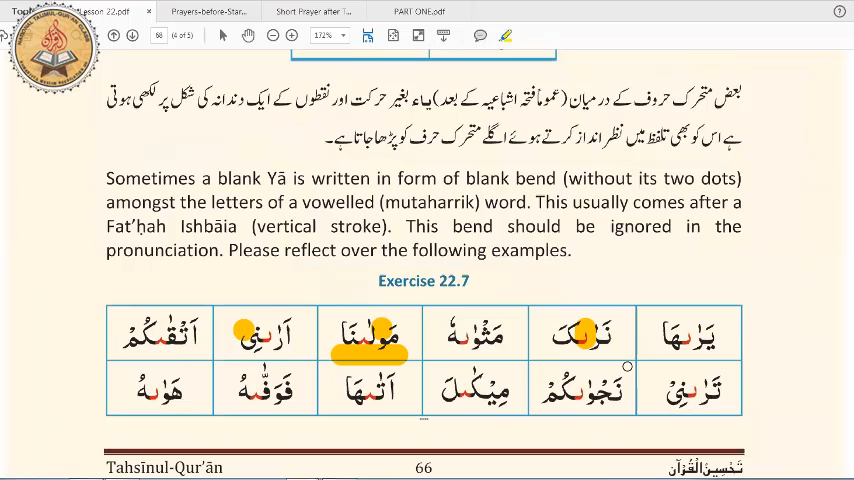 Lesson 22.pdf
Prayers-before-Star...
Short Prayer after T...
PART ONE.pdf
68 (4 of 5) 172%
بعض متحرک حروف کے درمیان (عموماً فتحہ اشباعیہ کے بعد) یاء بغیر حرکت اور نقطوں کے ایک دندانہ کی شکل پر لکھی ہوتی
ہے اس کو بھی تلفظ میں نظر انداز کرتے ہوئے اگلے متحرک حرف کو پڑھا جاتا ہے۔
Sometimes a blank Yā is written in form of blank bend (without its two dots)
amongst the letters of a vowelled (mutaharrik) word. This usually comes after a
Fat’ḥah Ishbāia (vertical stroke). This bend should be ignored in the
pronunciation. Please reflect over the following examples.
Exercise 22.7
يَرٰىهَا نَرٰىكَ مَثْوٰىهُ مَوْلٰىنَا اَرٰىنِيْ اَتْقٰىكُمْ
تَرٰىنِيْ نَجْوٰىكُمْ مِيْكٰىلَ اَتٰىهَا فَوَفّٰىهُ هَوٰىهُ
Tahsīnul-Qur’ān 66 تَحْسِيْنُ الْقُرْآن